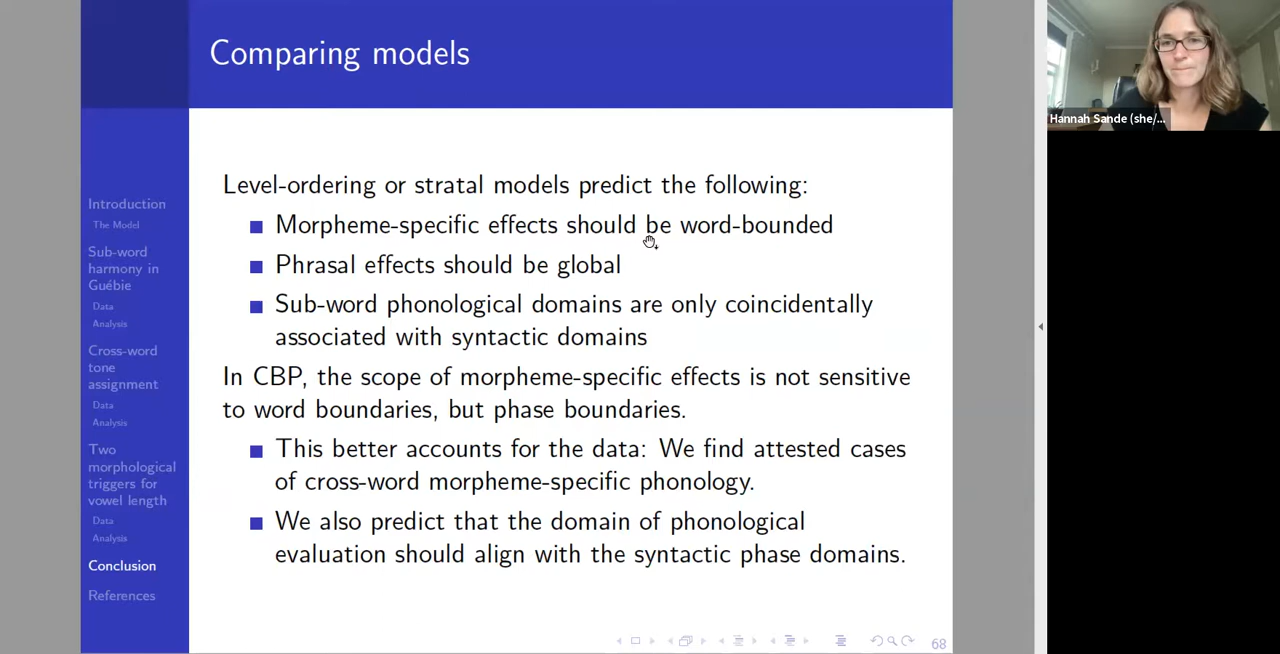 Comparing models
Introduction
The Model
Sub-word
harmony in
Guébie
Data
Analysis
Cross-word
tone
assignment
Data
Analysis
Two
morphological
triggers for
vowel length
Data
Analysis
Conclusion
References
Level-ordering or stratal models predict the following:
Morpheme-specific effects should be word-bounded
Phrasal effects should be global
Sub-word phonological domains are only coincidentally
associated with syntactic domains
In CBP, the scope of morpheme-specific effects is not sensitive
to word boundaries, but phase boundaries.
This better accounts for the data: We find attested cases
of cross-word morpheme-specific phonology.
We also predict that the domain of phonological
evaluation should align with the syntactic phase domains.
68
Hannah Sande (she/...